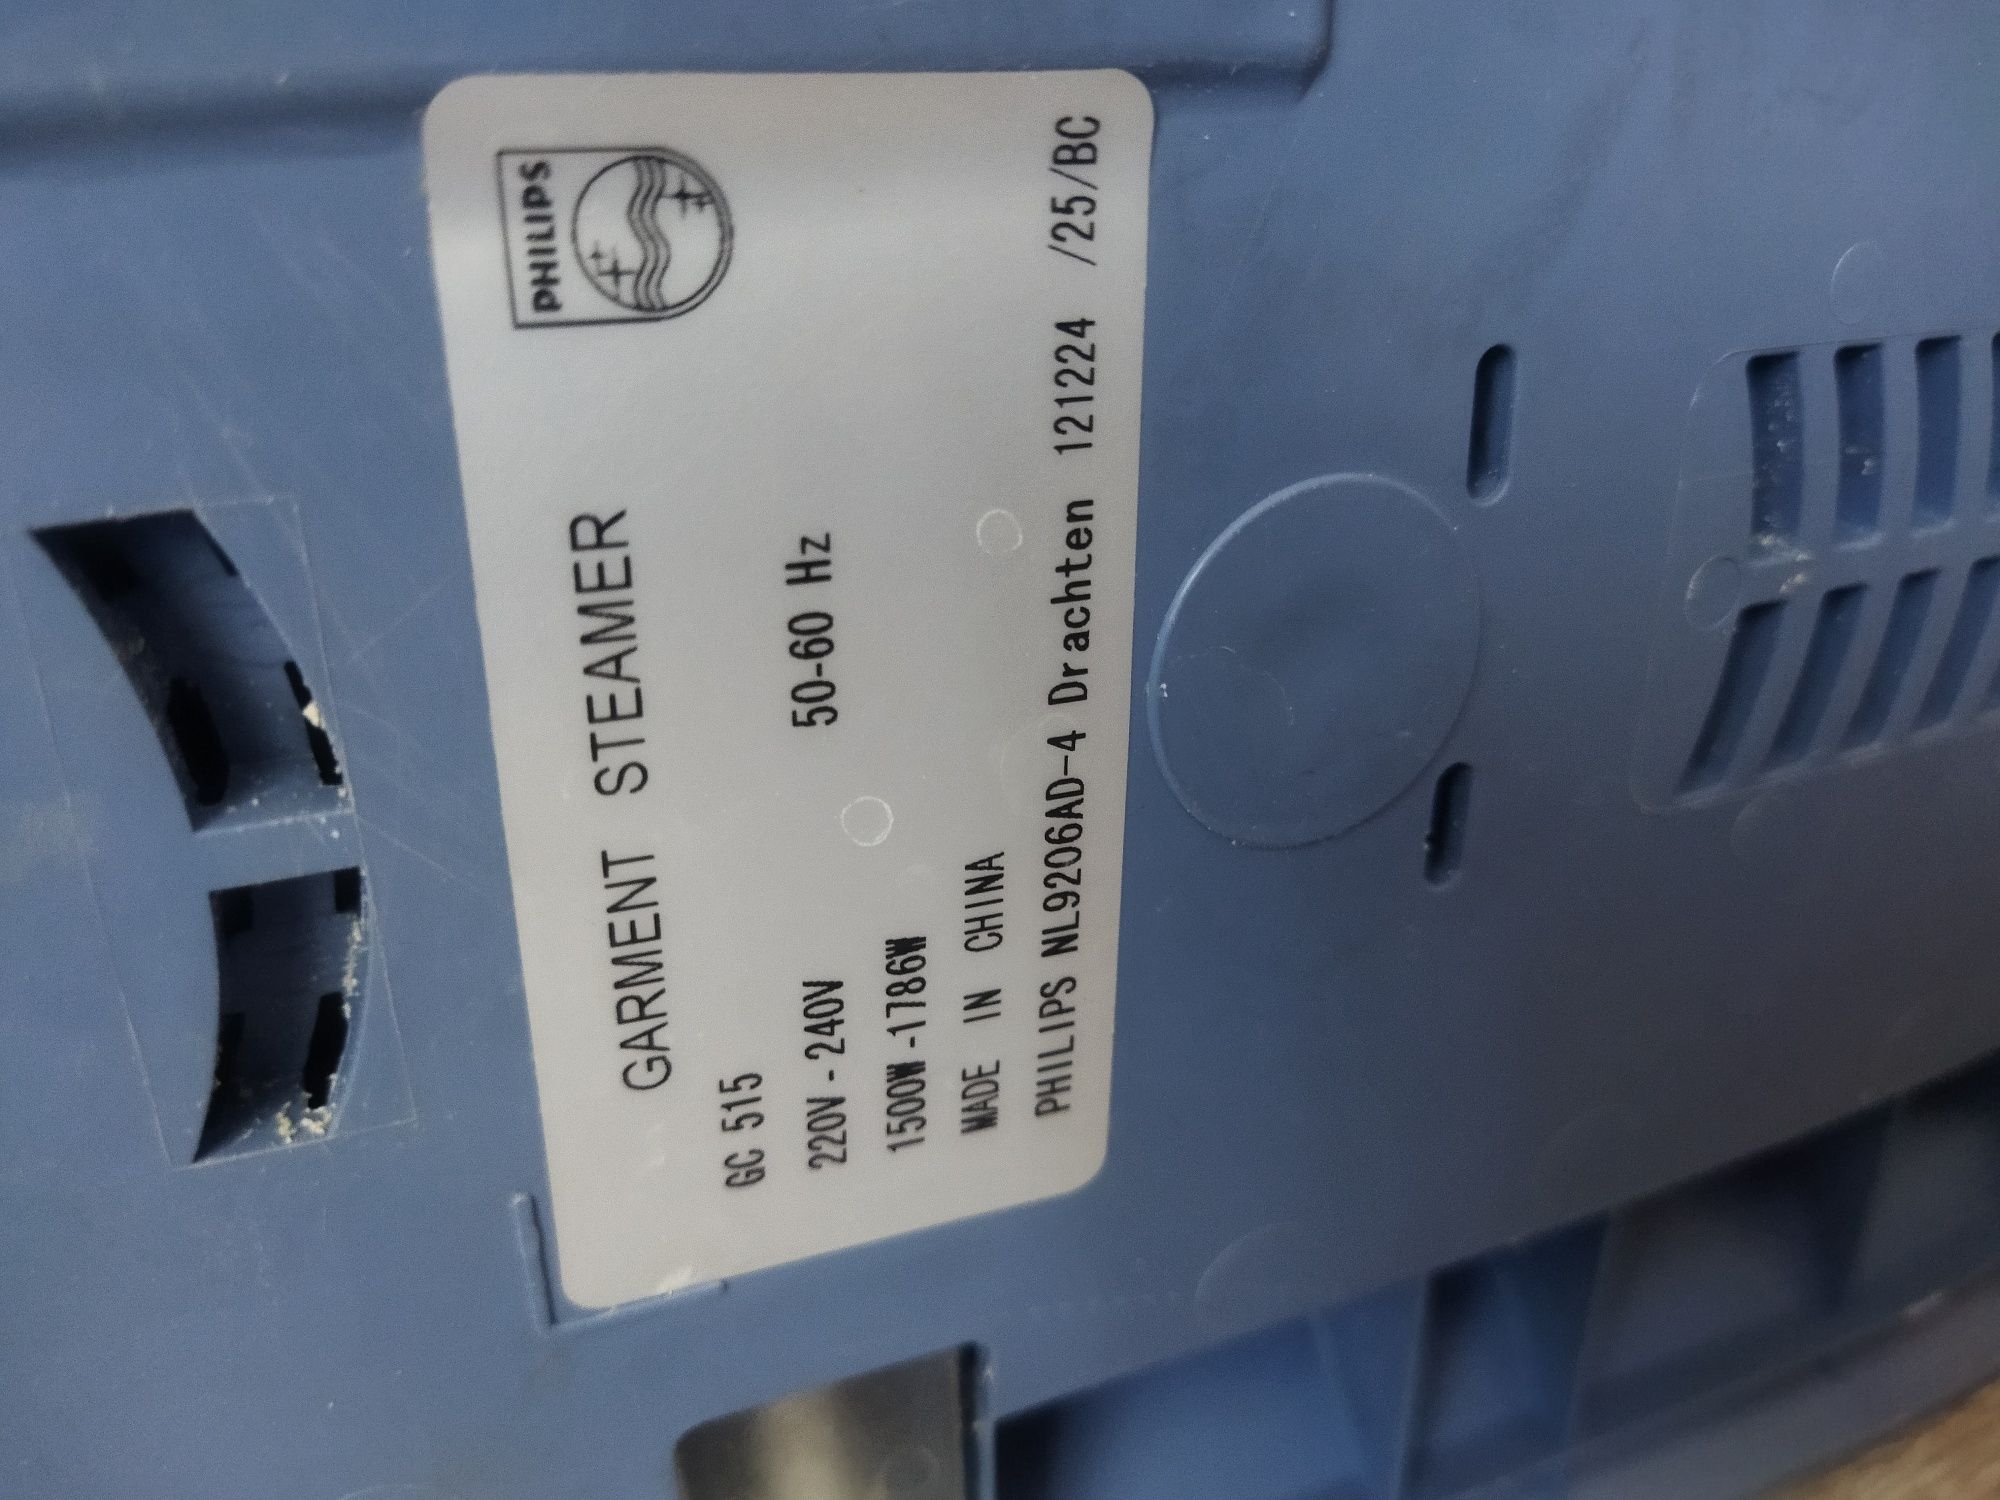 PHILIPS
GARMENT STEAMER
GC 515
220V - 240V 50-60 Hz
1500W -1786W
MADE IN CHINA
PHILIPS NL9206AD-4 Drachten 121224 /25/BC